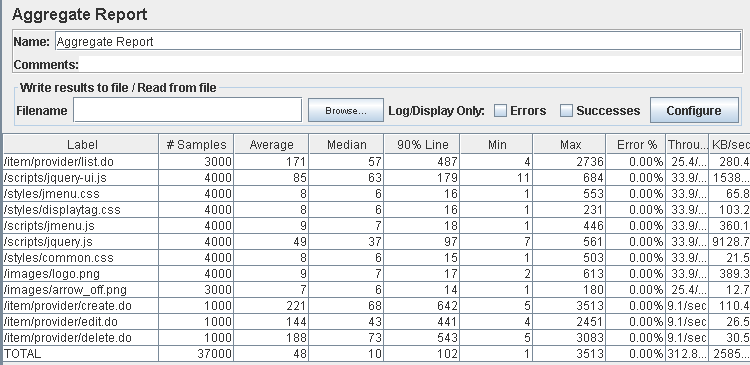 Aggregate Report
Name: Aggregate Report
Comments:
Write results to file / Read from file
Filename Browse... Log/Display Only: Errors Successes Configure
Label # Samples Average Median 90% Line Min Max Error % Throu... KB/sec
/item/provider/list.do 3000 171 57 487 4 2736 0.00% 25.4/... 280.4
/scripts/jquery-ui.js 4000 85 63 179 11 684 0.00% 33.9/... 1538...
/styles/jmenu.css 4000 8 6 16 1 553 0.00% 33.9/... 65.8
/styles/displaytag.css 4000 8 6 16 1 231 0.00% 33.9/... 103.2
/scripts/jmenu.js 4000 9 7 18 1 446 0.00% 33.9/... 360.1
/scripts/jquery.js 4000 49 37 97 7 561 0.00% 33.9/... 9128.7
/styles/common.css 4000 8 6 15 1 503 0.00% 33.9/... 21.5
/images/logo.png 4000 9 7 17 2 613 0.00% 33.9/... 389.3
/images/arrow_off.png 3000 7 6 14 1 180 0.00% 25.4/... 12.7
/item/provider/create.do 1000 221 68 642 5 3513 0.00% 9.1/sec 110.4
/item/provider/edit.do 1000 144 43 441 4 2451 0.00% 9.1/sec 26.5
/item/provider/delete.do 1000 188 73 543 5 3083 0.00% 9.1/sec 30.5
TOTAL 37000 48 10 102 1 3513 0.00% 312.8... 2585...